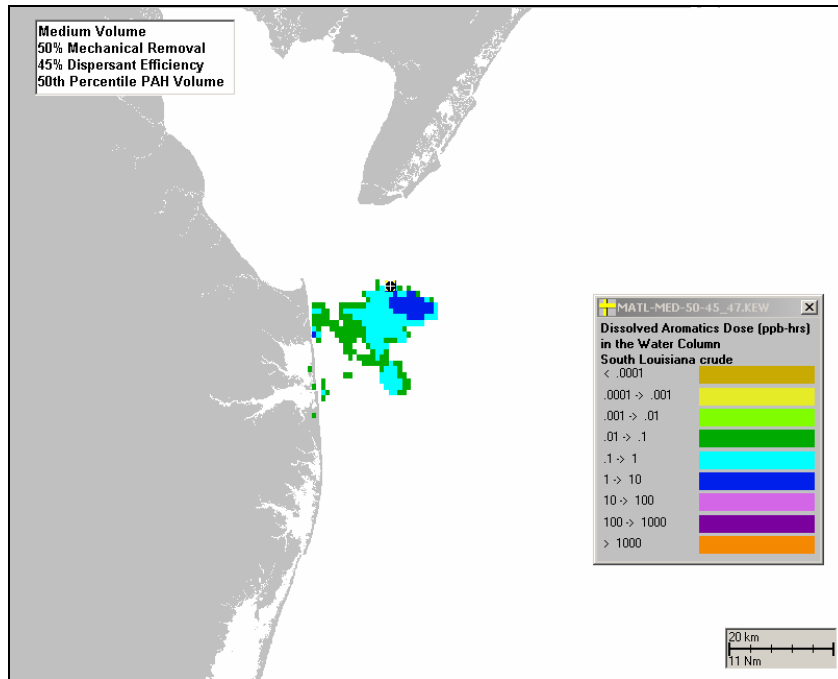 Medium Volume
50% Mechanical Removal
45% Dispersant Efficiency
50th Percentile PAH Volume
MATL-MED-50-45_47.KEW
Dissolved Aromatics Dose (ppb-hrs)
in the Water Column
South Louisiana crude
< .0001
.0001 -> .001
.001 -> .01
.01 -> .1
.1 -> 1
1 -> 10
10 -> 100
100 -> 1000
> 1000
20 km
11 Nm